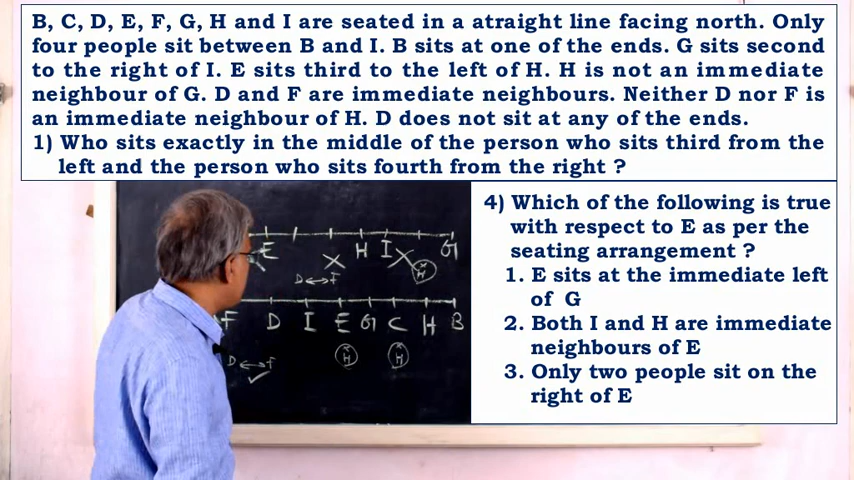 B, C, D, E, F, G, H and I are seated in a atraight line facing north. Only
four people sit between B and I. B sits at one of the ends. G sits second
to the right of I. E sits third to the left of H. H is not an immediate
neighbour of G. D and F are immediate neighbours. Neither D nor F is
an immediate neighbour of H. D does not sit at any of the ends.
1) Who sits exactly in the middle of the person who sits third from the
left and the person who sits fourth from the right ?
4) Which of the following is true
with respect to E as per the
seating arrangement ?
1. E sits at the immediate left
of G
2. Both I and H are immediate
neighbours of E
3. Only two people sit on the
right of E
E H I G
H
D ↔ F
F D I E G C H B
H H
D ↔ F